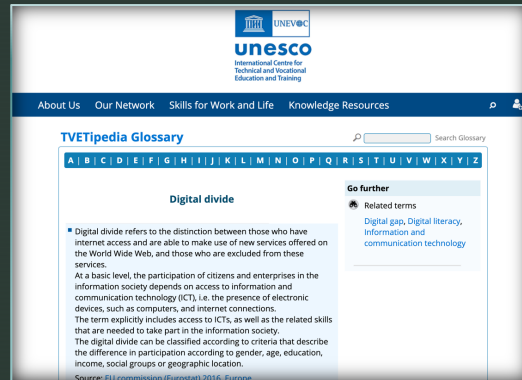 UNEVOC
unesco
International Centre for
Technical and Vocational
Education and Training
About Us Our Network Skills for Work and Life Knowledge Resources
TVETipedia Glossary
Search Glossary
A | B | C | D | E | F | G | H | I | J | K | L | M | N | O | P | Q | R | S | T | U | V | W | X | Y | Z
Digital divide
Digital divide refers to the distinction between those who have
internet access and are able to make use of new services offered on
the World Wide Web, and those who are excluded from these
services.
At a basic level, the participation of citizens and enterprises in the
information society depends on access to information and
communication technology (ICT), i.e. the presence of electronic
devices, such as computers, and internet connections.
The term explicitly includes access to ICTs, as well as the related skills
that are needed to take part in the information society.
The digital divide can be classified according to criteria that describe
the difference in participation according to gender, age, education,
income, social groups or geographic location.
Source: EU commission (Eurostat) 2016, Europe
Go further
Related terms
Digital gap, Digital literacy,
Information and
communication technology